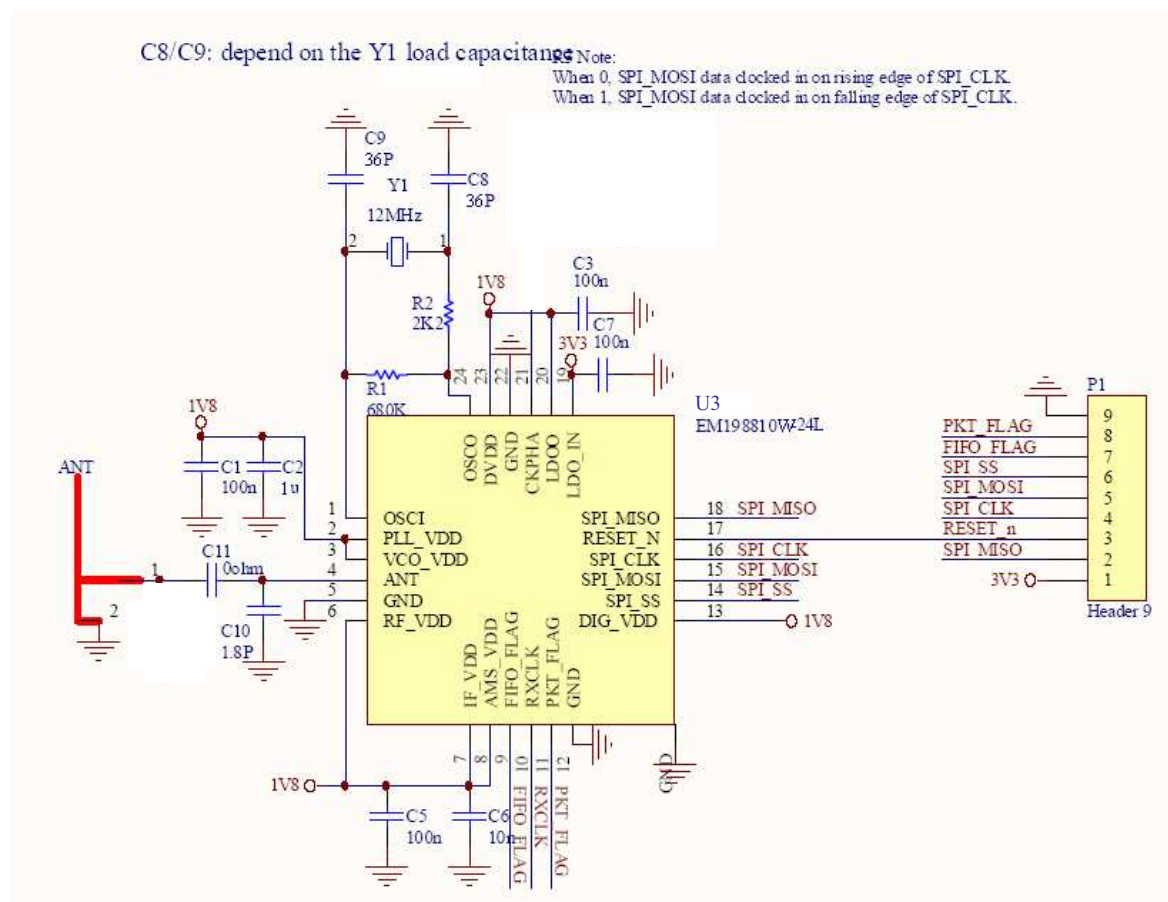 C8/C9: depend on the Y1 load capacitance
Note:
When 0, SPI_MOSI data clocked in on rising edge of SPI_CLK.
When 1, SPI_MOSI data clocked in on falling edge of SPI_CLK.
C9
36P
Y1
C8
36P
12MHz
2
1
C3
100n
1V8
R2
2K2
C7
100n
3V3
R1
680K
24
23
22
21
20
19
U3
EM198810W-24L
P1
1V8
C1
100n
C2
1u
ANT
OSCO
DVDD
GND
CKPHA
LDOO
LDO_IN
1 OSCI
2 PLL_VDD
3 VCO_VDD
4 ANT
5 GND
6 RF_VDD
SPI_MISO 18 SPI_MISO
RESET_N 17
SPI_CLK 16 SPI_CLK
SPI_MOSI 15 SPI_MOSI
SPI_SS 14 SPI_SS
DIG_VDD 13 1V8
9
PKT_FLAG 8
FIFO_FLAG 7
SPI_SS 6
SPI_MOSI 5
SPI_CLK 4
RESET_n 3
SPI_MISO 2
3V3 1
Header 9
C11
0ohm
1
2
C10
1.8P
IF_VDD
AMS_VDD
FIFO_FLAG
RXCLK
PKT_FLAG
GND
7
8
9
10
11
12
FIFO_FLAG
RXCLK
PKT_FLAG
GND
1V8
C5
100n
C6
10n